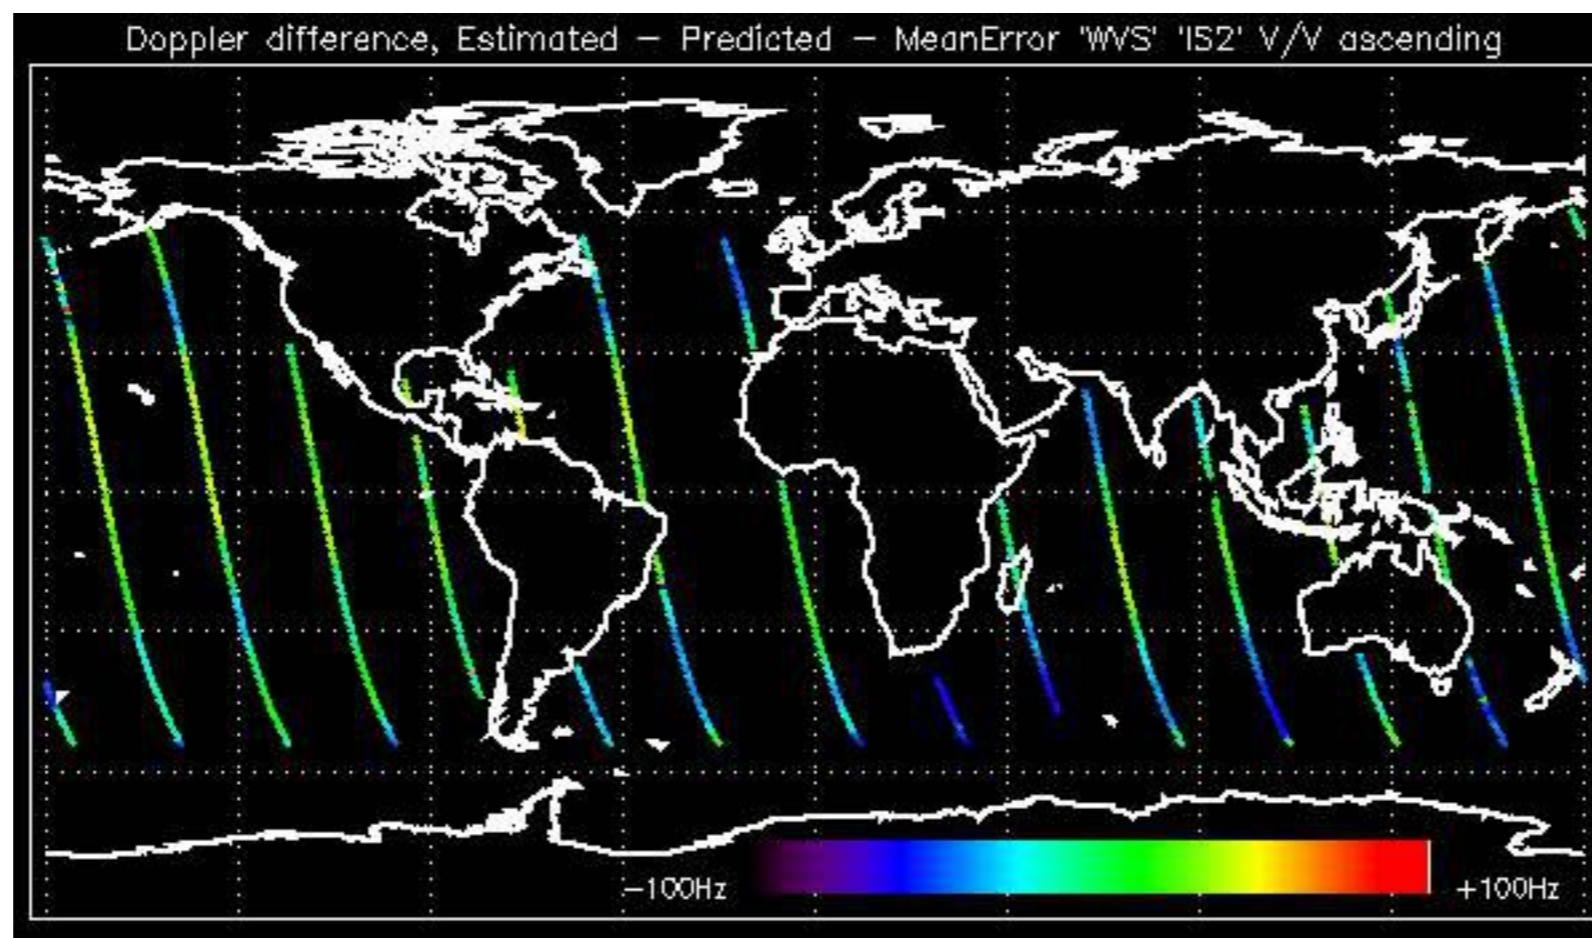 Doppler difference, Estimated – Predicted – MeanError 'WVS' 'IS2' V/V ascending
–100Hz +100Hz